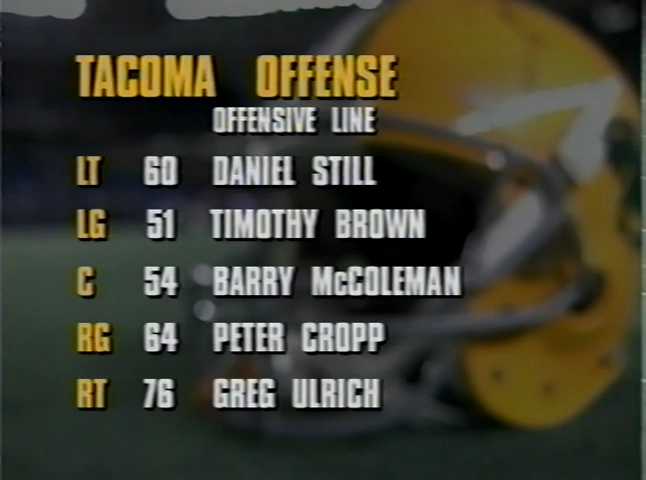 TACOMA OFFENSE
OFFENSIVE LINE
LT 60 DANIEL STILL
LG 51 TIMOTHY BROWN
C 54 BARRY McCOLEMAN
RG 64 PETER CROPP
RT 76 GREG ULRICH